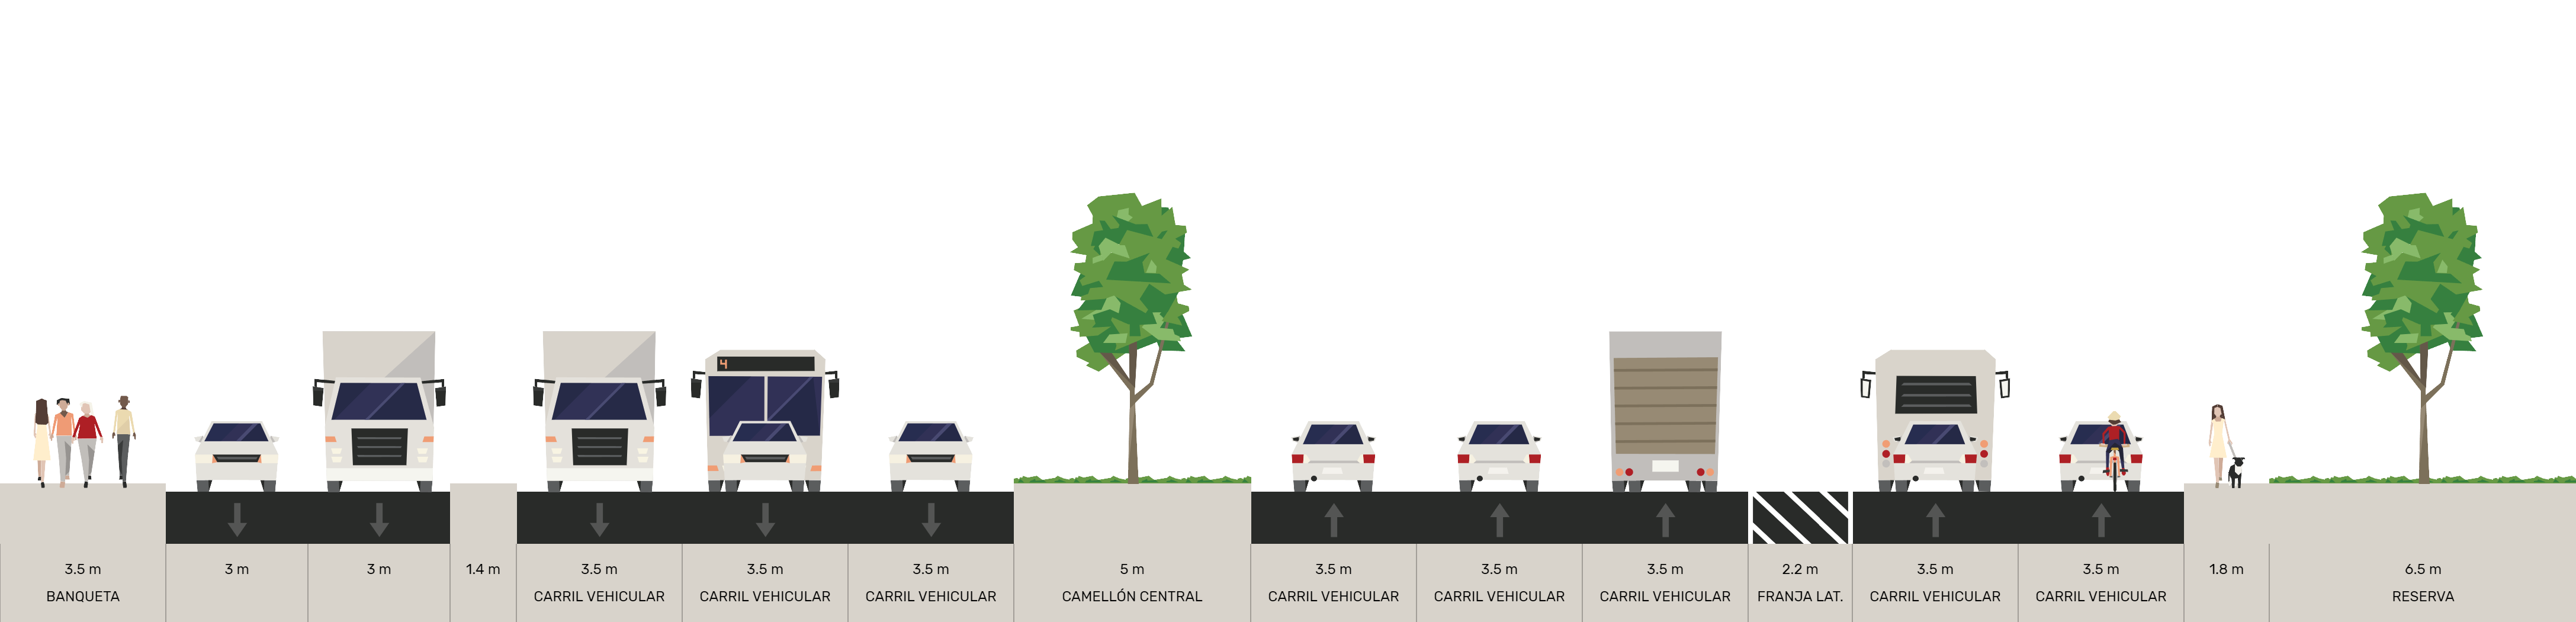 4
3.5 m
BANQUETA
3 m
3 m
1.4 m
3.5 m
CARRIL VEHICULAR
3.5 m
CARRIL VEHICULAR
3.5 m
CARRIL VEHICULAR
5 m
CAMELLÓN CENTRAL
3.5 m
CARRIL VEHICULAR
3.5 m
CARRIL VEHICULAR
3.5 m
CARRIL VEHICULAR
2.2 m
FRANJA LAT.
3.5 m
CARRIL VEHICULAR
3.5 m
CARRIL VEHICULAR
1.8 m
6.5 m
RESERVA